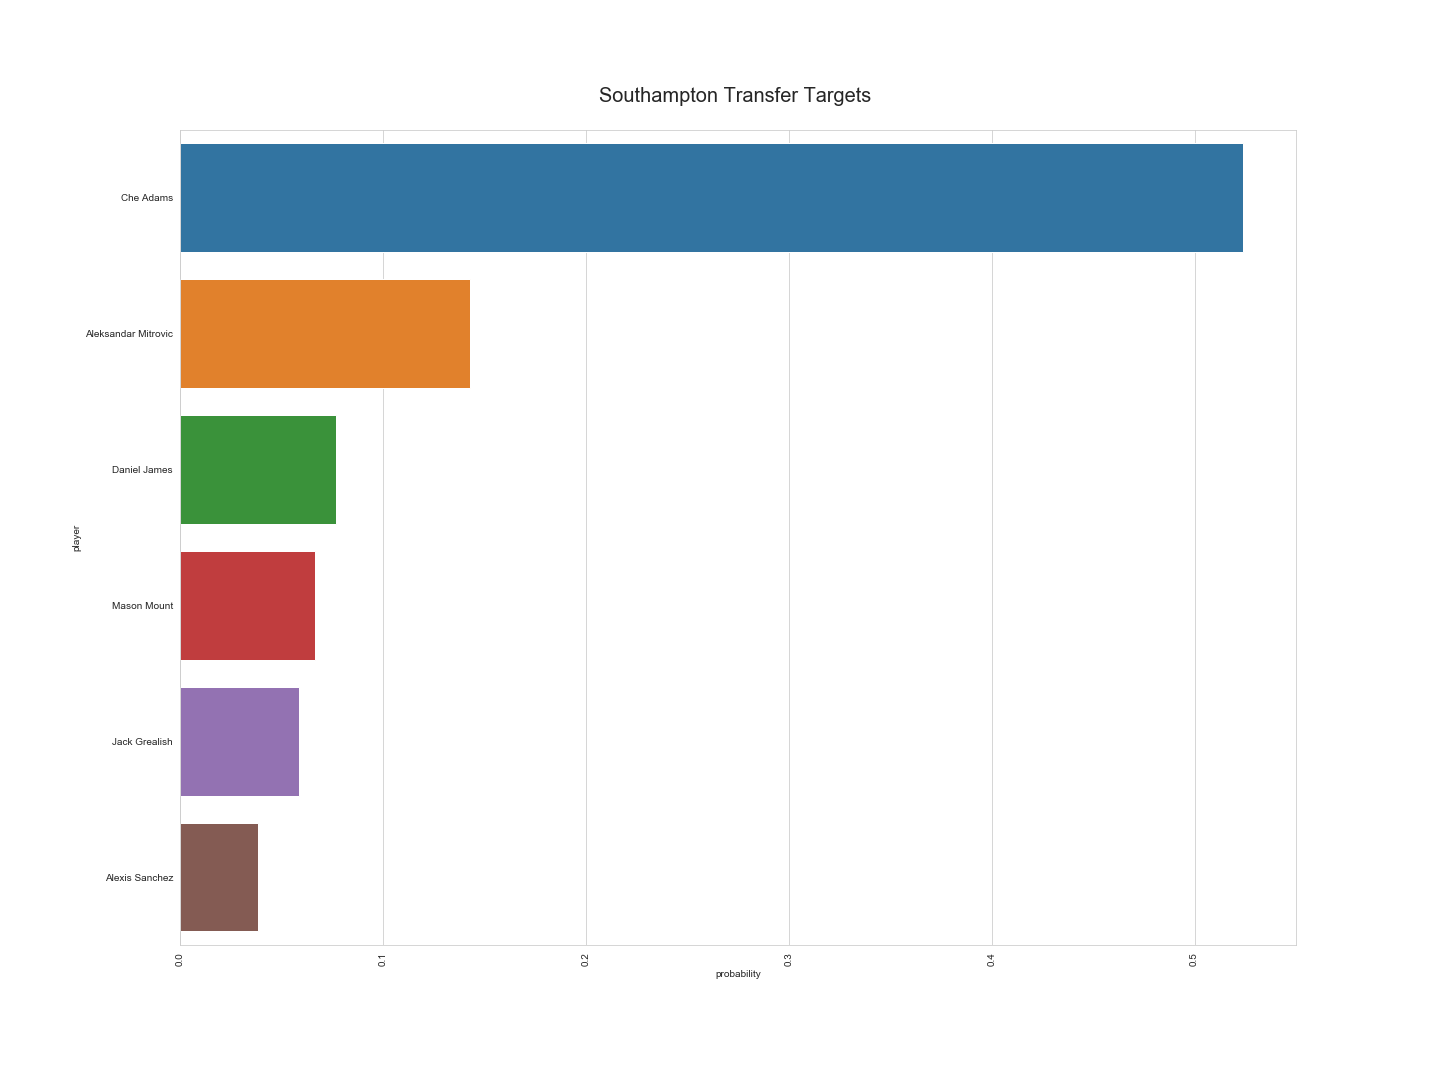 Southampton Transfer Targets
Che Adams
Aleksandar Mitrovic
Daniel James
Mason Mount
Jack Grealish
Alexis Sanchez
player
0.0
0.1
0.2
0.3
0.4
0.5
probability